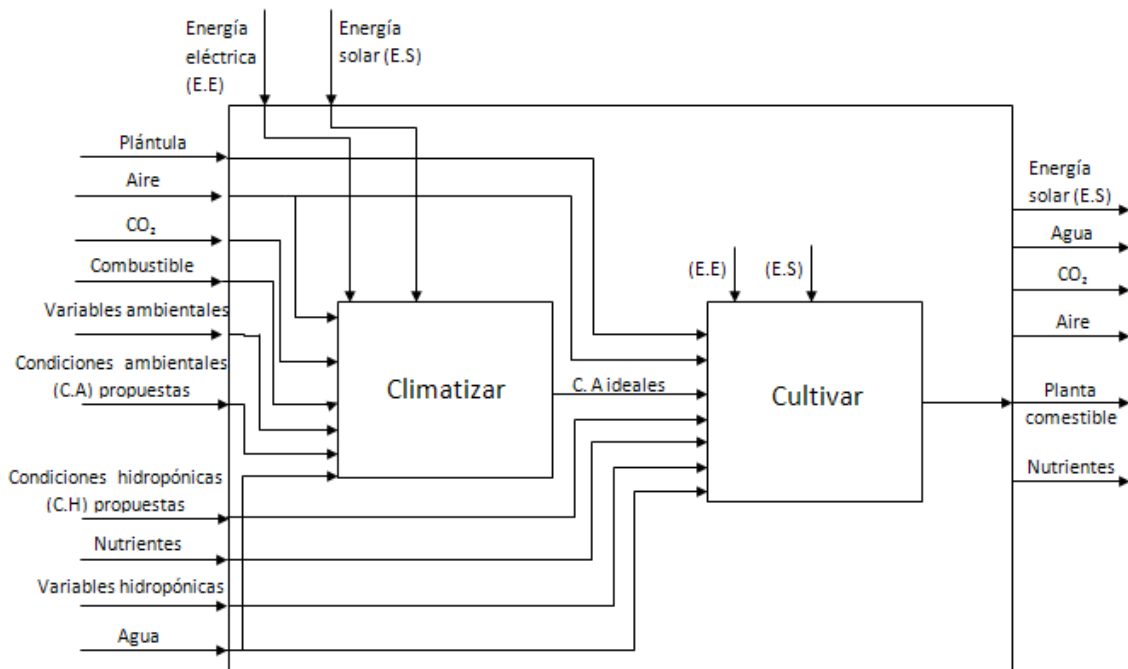 Energía
eléctrica
(E.E)
Energía
solar (E.S)
Plántula
Aire
CO₂
Combustible
Variables ambientales
Condiciones ambientales
(C.A) propuestas
Condiciones hidropónicas
(C.H) propuestas
Nutrientes
Variables hidropónicas
Agua
Climatizar
C. A ideales
(E.E)
(E.S)
Cultivar
Energía
solar (E.S)
Agua
CO₂
Aire
Planta
comestible
Nutrientes